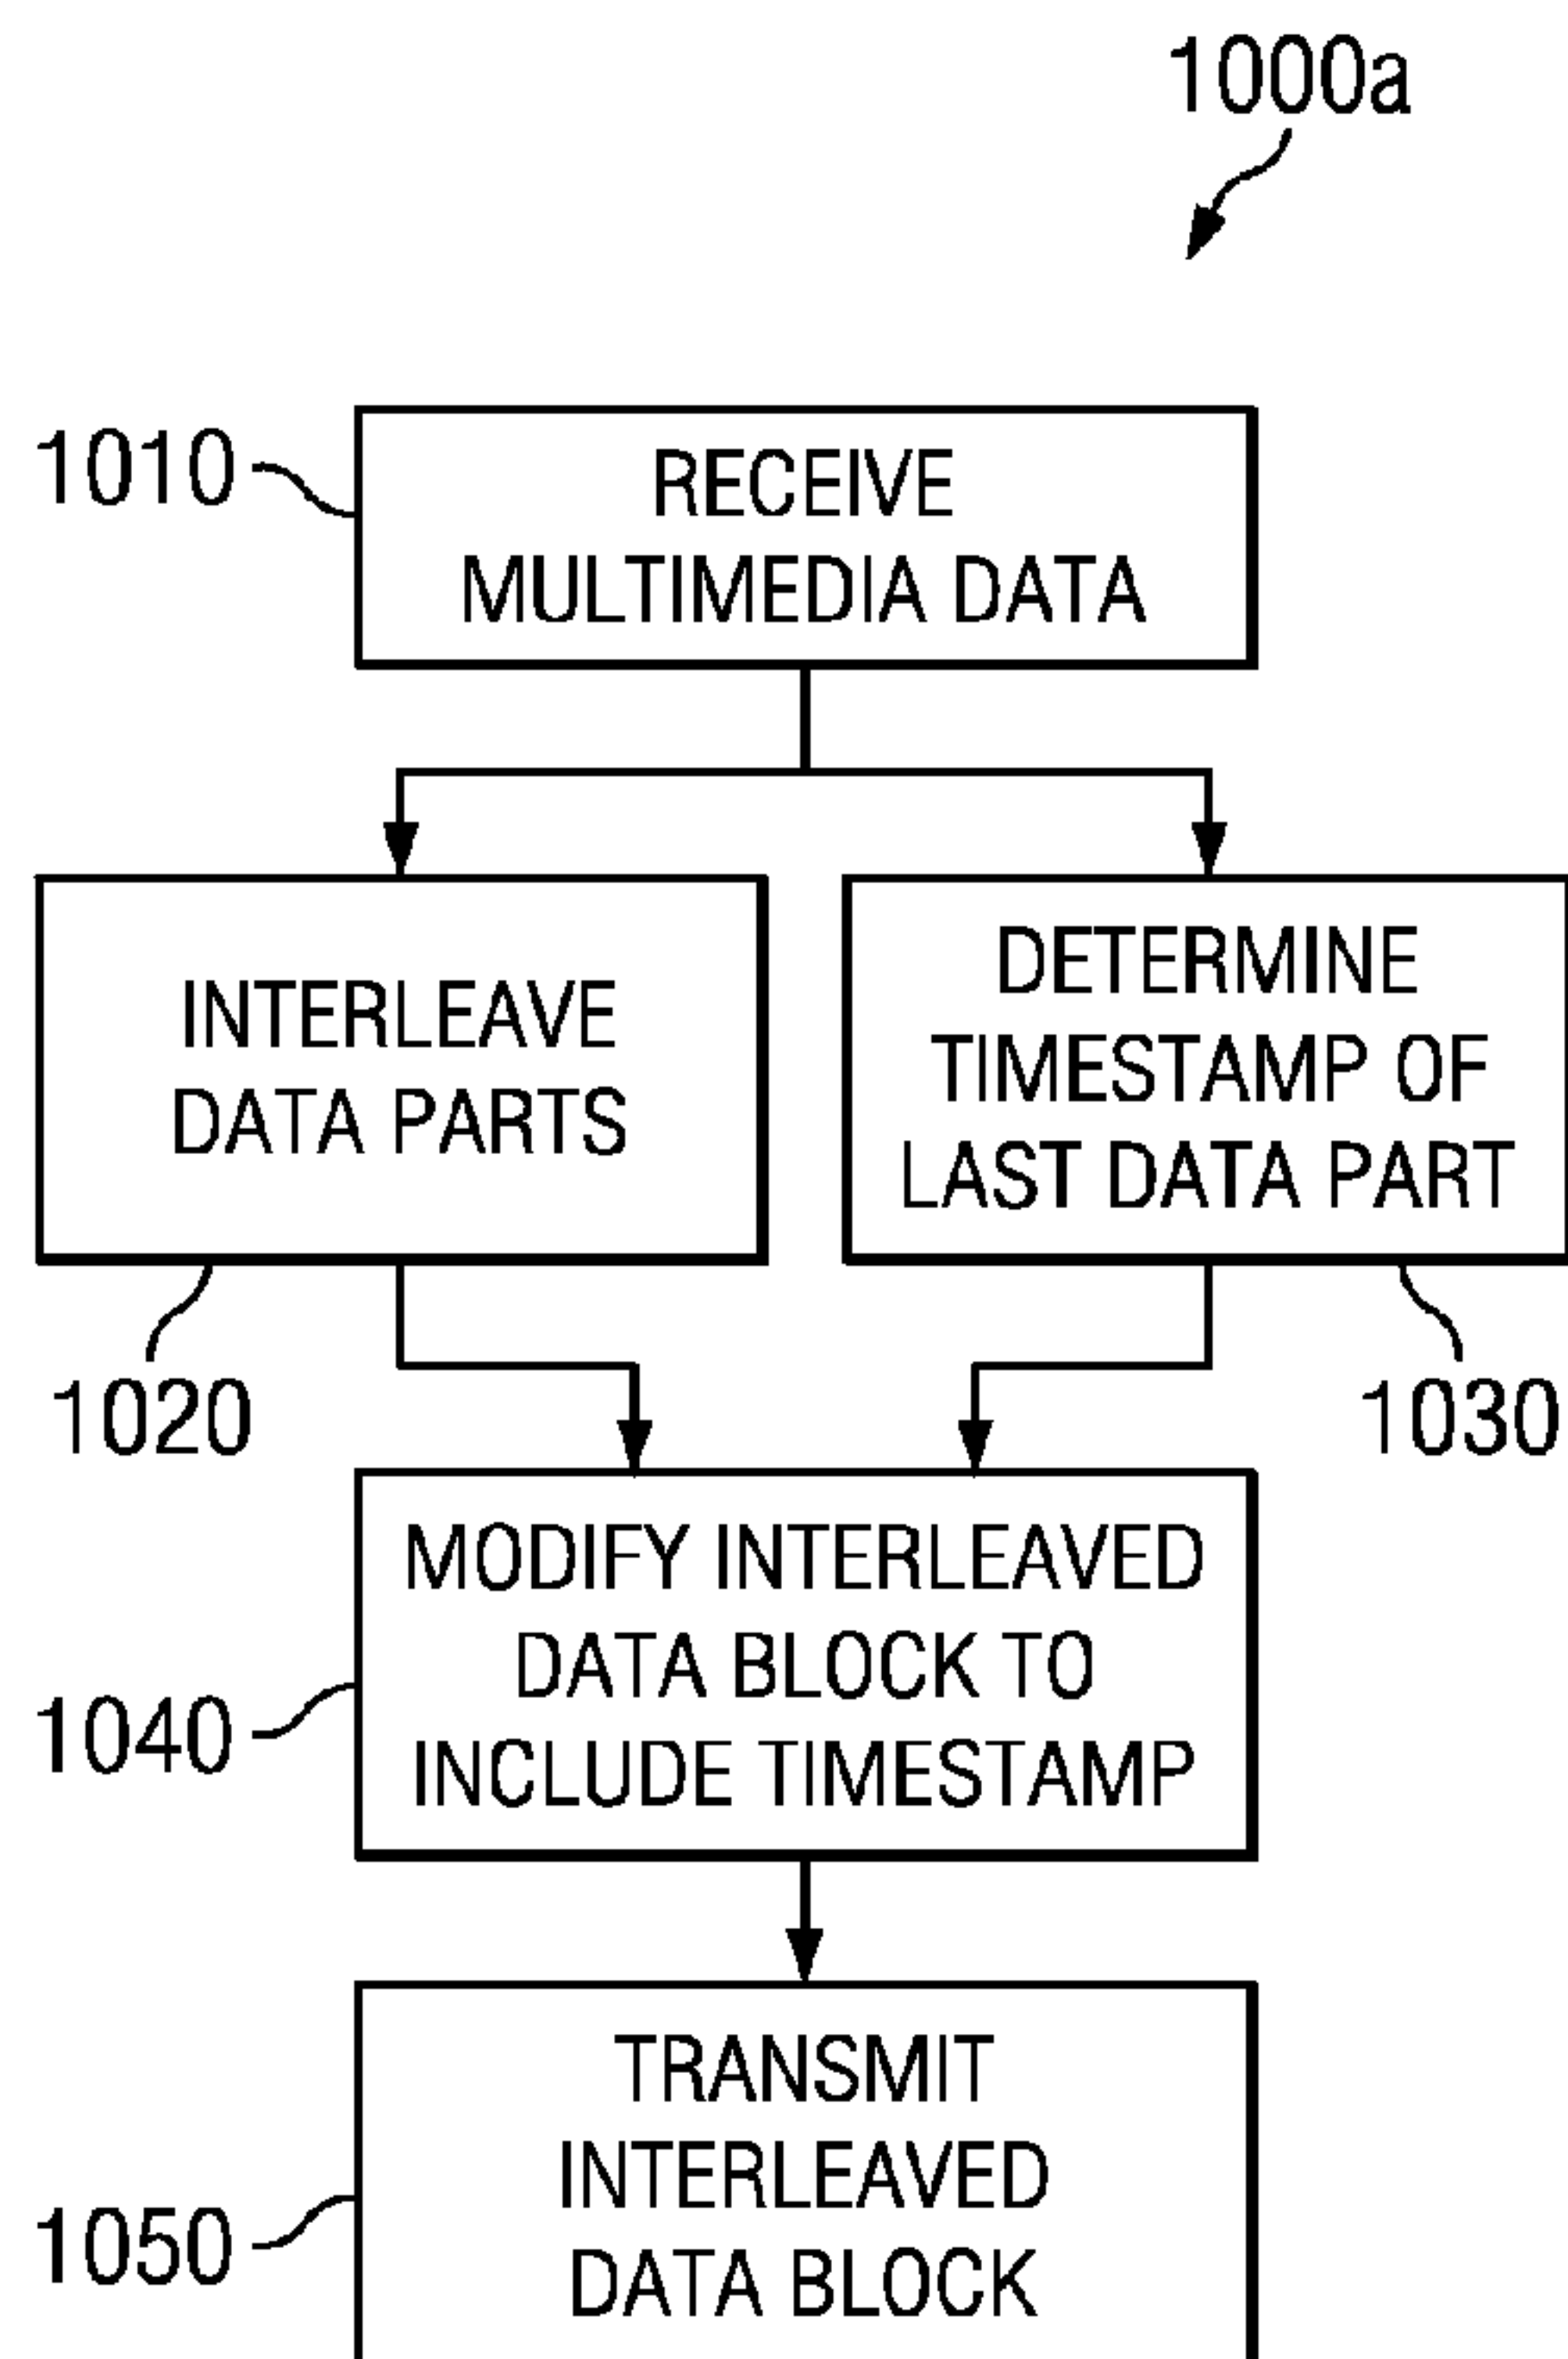 1000a
1010
RECEIVE
MULTIMEDIA DATA
INTERLEAVE
DATA PARTS
DETERMINE
TIMESTAMP OF
LAST DATA PART
1020
1030
MODIFY INTERLEAVED
DATA BLOCK TO
INCLUDE TIMESTAMP
1040
TRANSMIT
INTERLEAVED
DATA BLOCK
1050